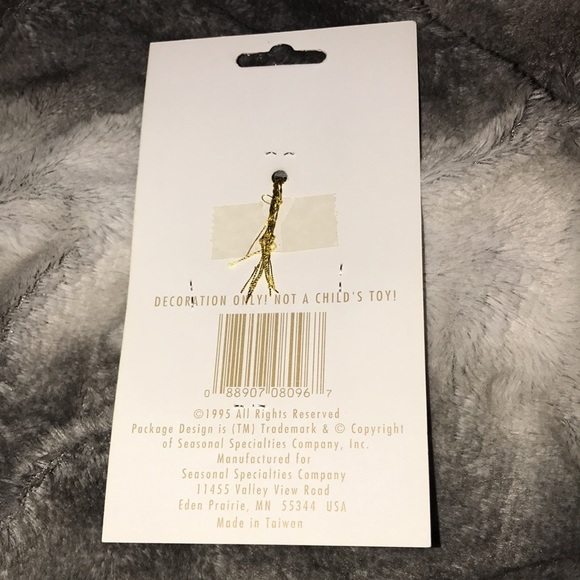 DECORATION ONLY! NOT A CHILD'S TOY!
0 88907 08096 7
©1995 All Rights Reserved
Package Design is (TM) Trademark & © Copyright
of Seasonal Specialties Company, Inc.
Manufactured for
Seasonal Specialties Company
11455 Valley View Road
Eden Prairie, MN 55344 USA
Made in Taiwan